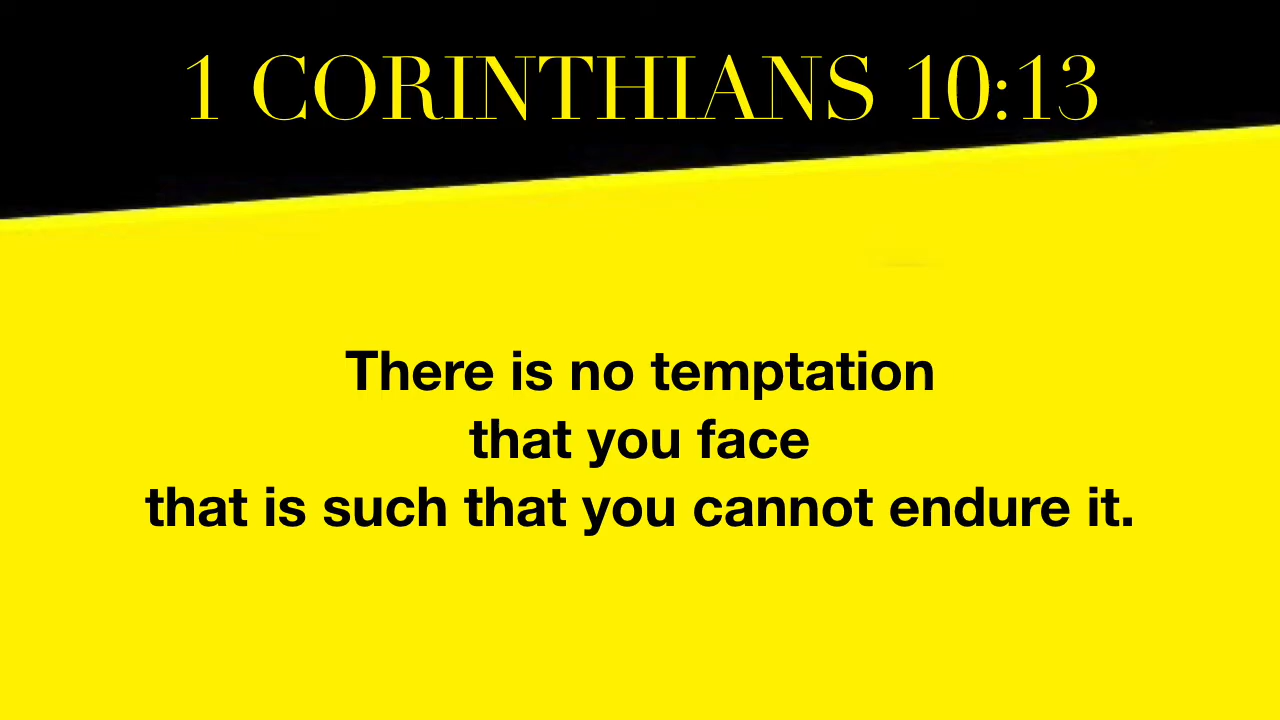 1 CORINTHIANS 10:13
There is no temptation
that you face
that is such that you cannot endure it.